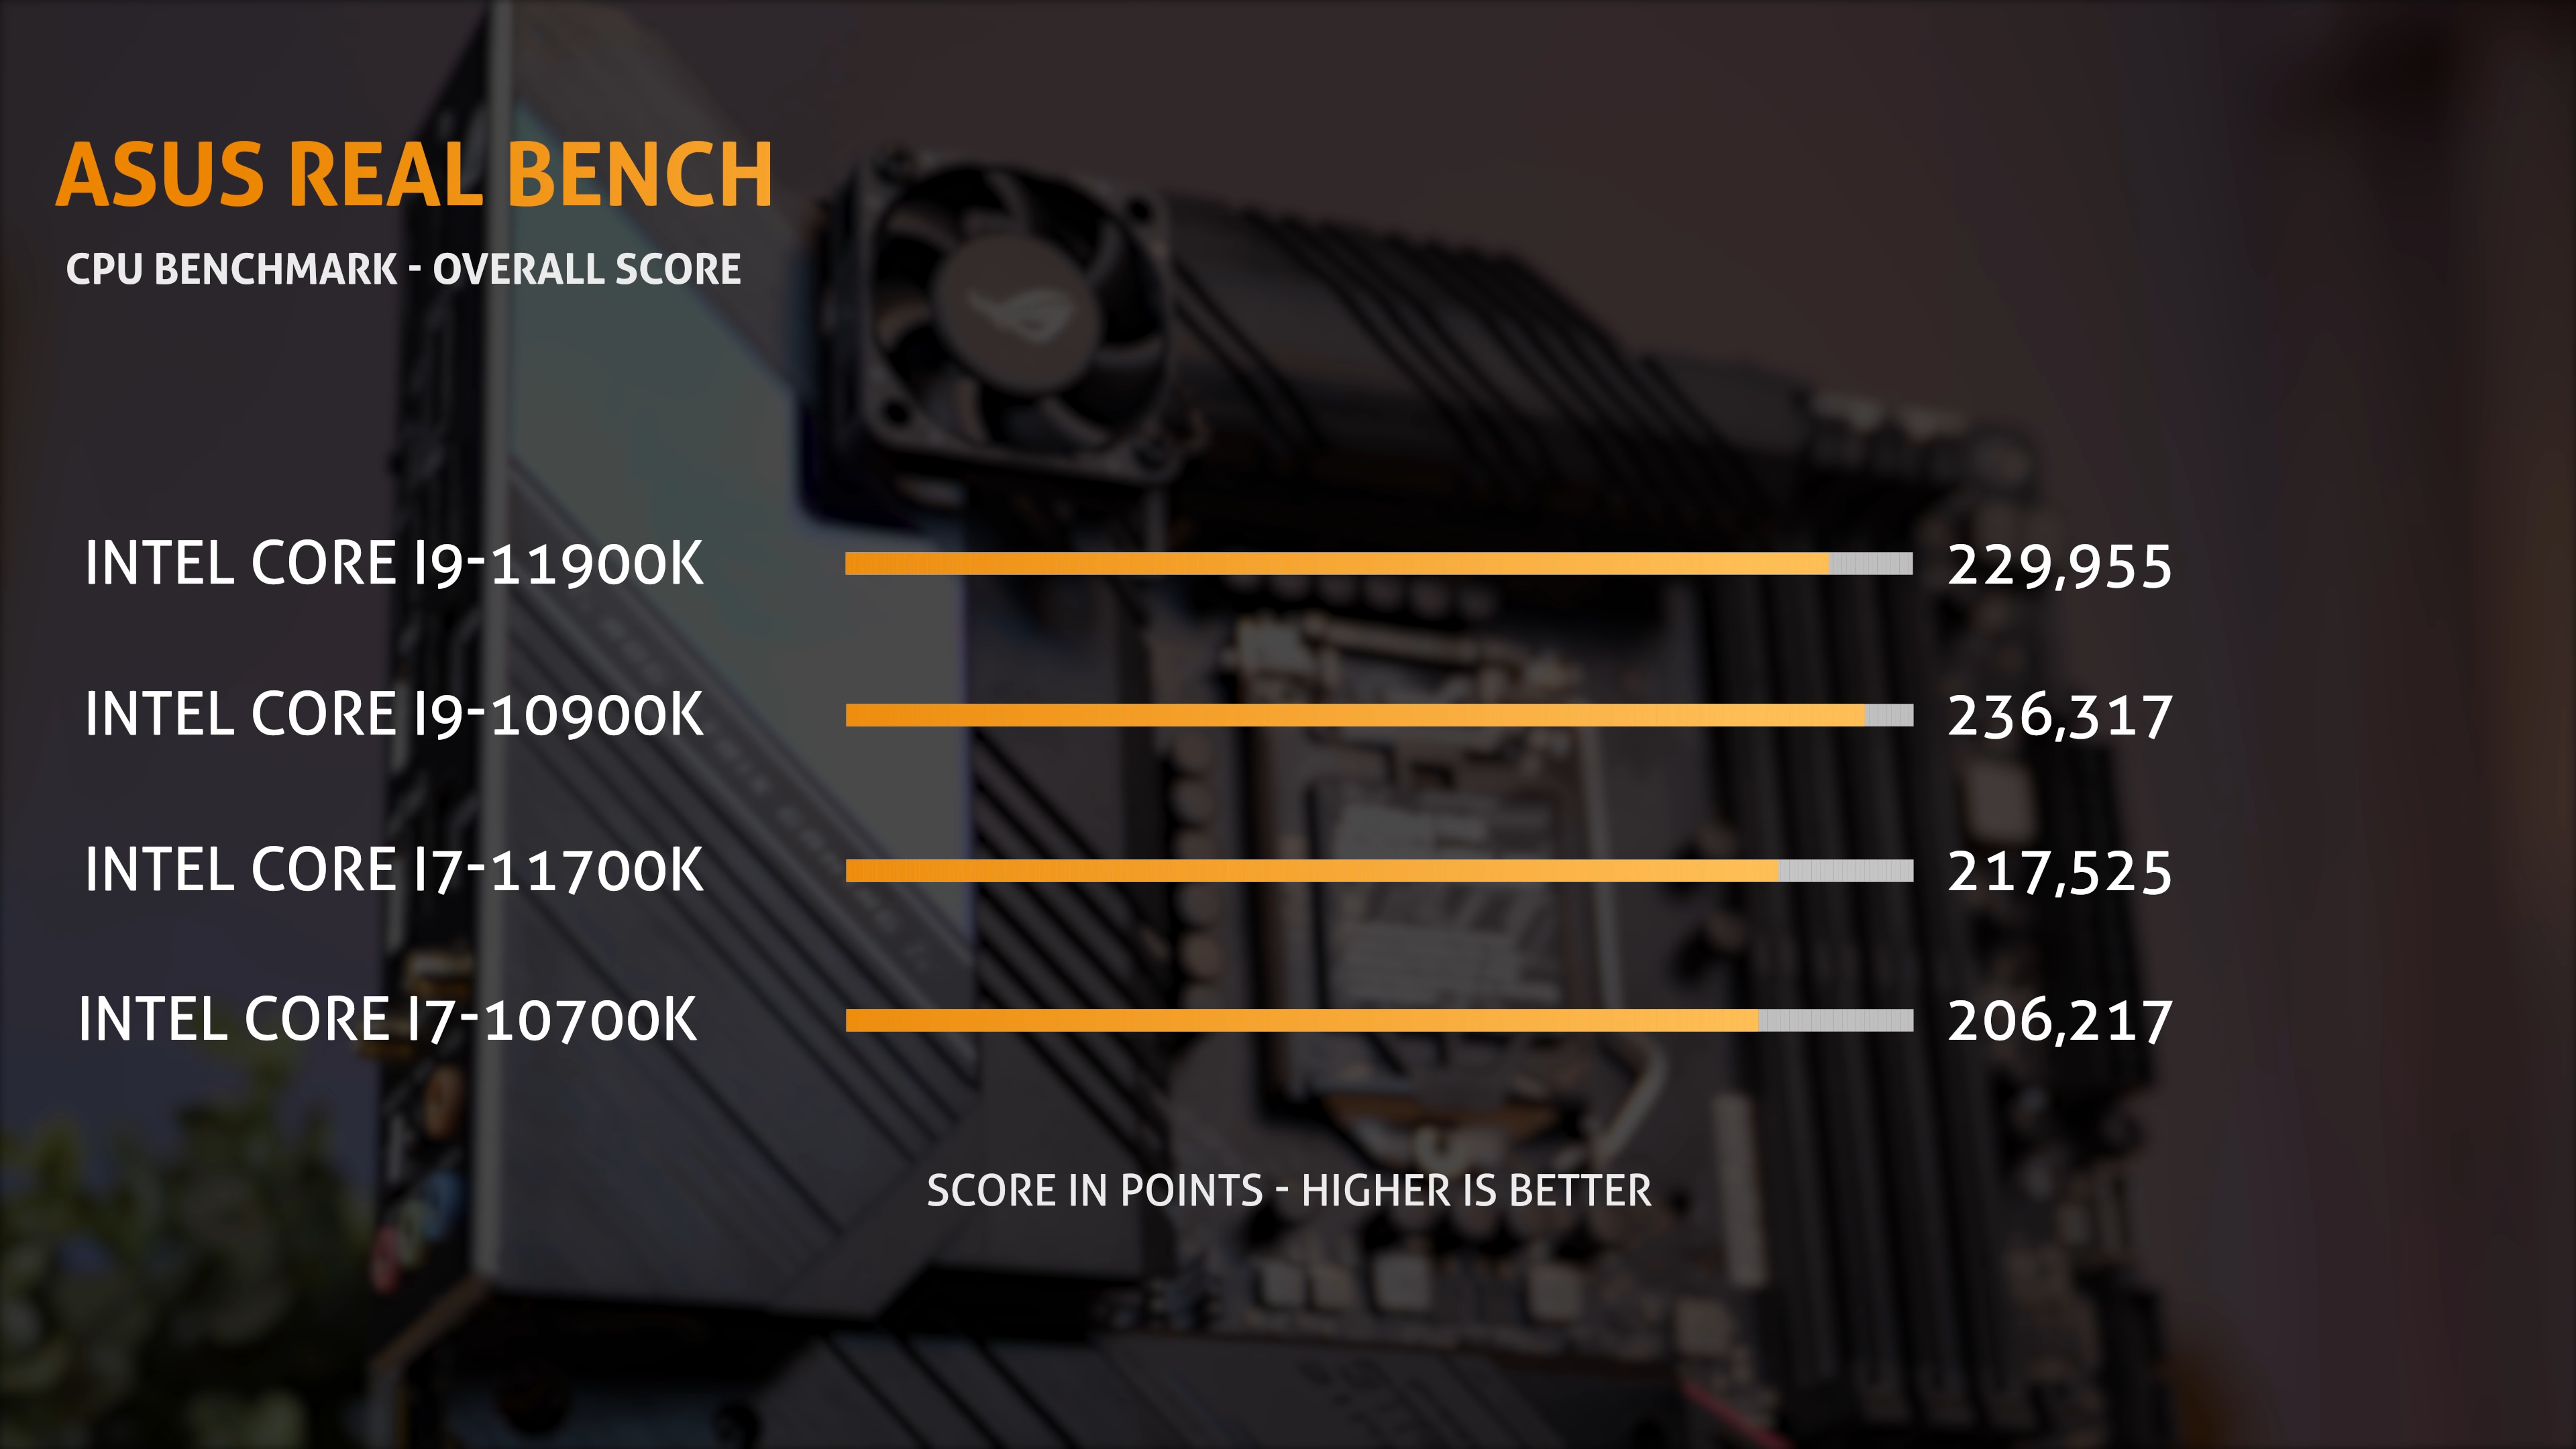 ASUS REAL BENCH
CPU BENCHMARK - OVERALL SCORE
INTEL CORE I9-11900K 229,955
INTEL CORE I9-10900K 236,317
INTEL CORE I7-11700K 217,525
INTEL CORE I7-10700K 206,217
SCORE IN POINTS - HIGHER IS BETTER